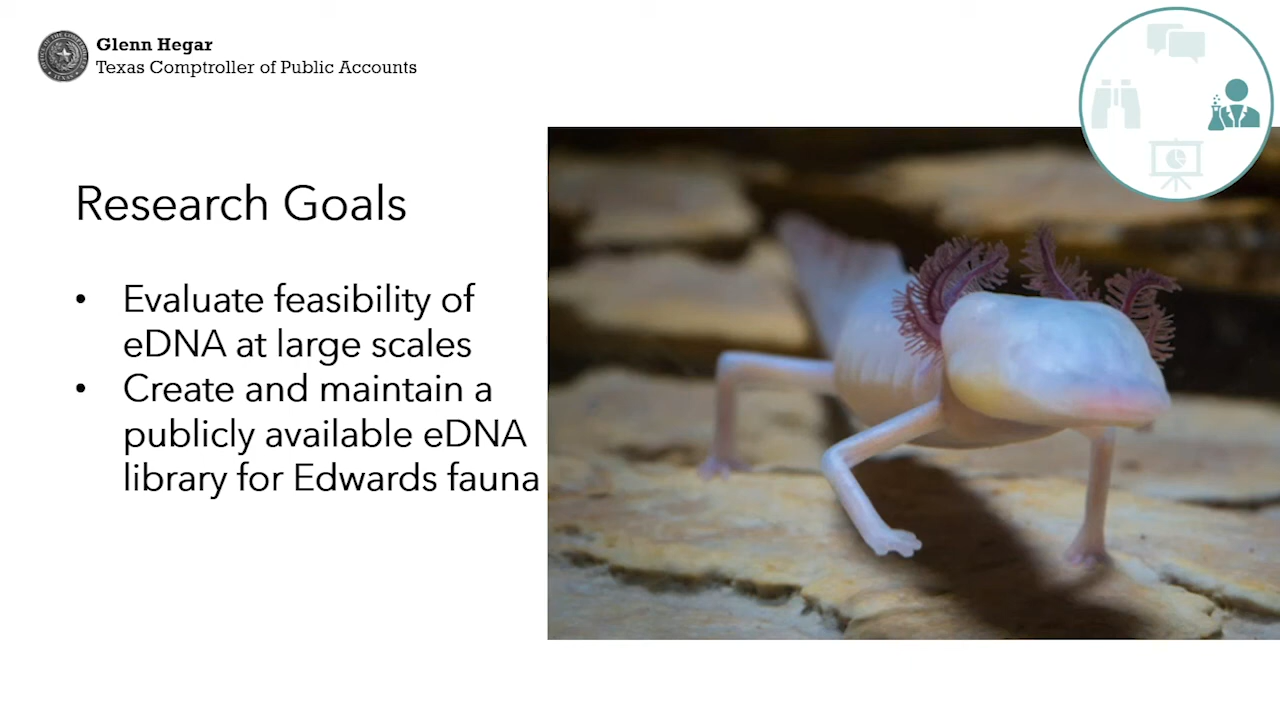 Glenn Hegar
Texas Comptroller of Public Accounts
Research Goals
• Evaluate feasibility of
eDNA at large scales
• Create and maintain a
publicly available eDNA
library for Edwards fauna